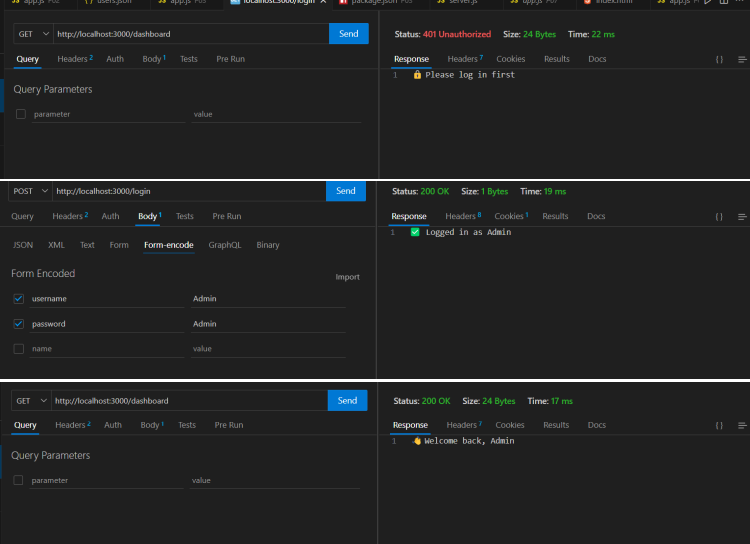 app.js P02 { } users.json app.js P03 localhost:3000/login × package.json P05 server.js app.js P07 index.html app.js
GET http://localhost:3000/dashboard Send
Status: 401 Unauthorized Size: 24 Bytes Time: 22 ms
Query Headers 2 Auth Body 1 Tests Pre Run
Response Headers 7 Cookies Results Docs { }
1 🔒 Please log in first
Query Parameters
parameter value
POST http://localhost:3000/login Send
Status: 200 OK Size: 1 Bytes Time: 19 ms
Query Headers 2 Auth Body 1 Tests Pre Run
Response Headers 8 Cookies 1 Results Docs { }
1 ✅ Logged in as Admin
JSON XML Text Form Form-encode GraphQL Binary
Form Encoded Import
username Admin
password Admin
name value
GET http://localhost:3000/dashboard Send
Status: 200 OK Size: 24 Bytes Time: 17 ms
Query Headers 2 Auth Body 1 Tests Pre Run
Response Headers 7 Cookies Results Docs { }
1 👋 Welcome back, Admin
Query Parameters
parameter value